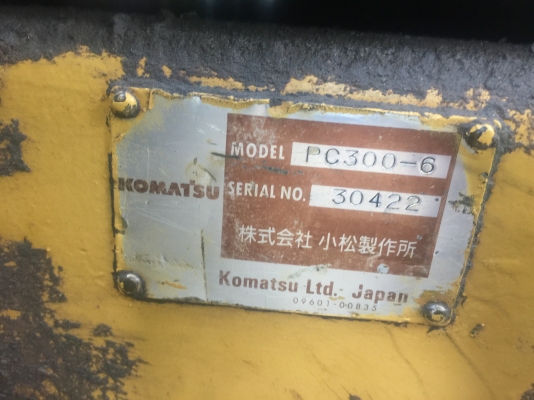 MODEL PC300-6
KOMATSU
SERIAL NO. 30422
株式会社 小松製作所
Komatsu Ltd. Japan
09601-00835